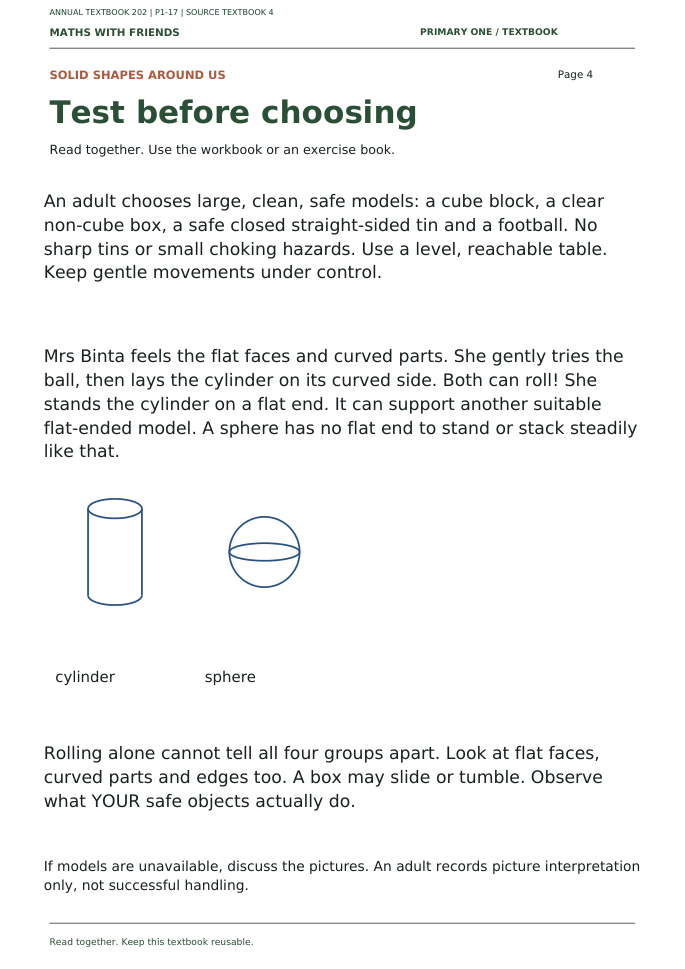 ANNUAL TEXTBOOK 202 | P1-17 | SOURCE TEXTBOOK 4
MATHS WITH FRIENDS
PRIMARY ONE / TEXTBOOK
SOLID SHAPES AROUND US
Page 4
Test before choosing
Read together. Use the workbook or an exercise book.
An adult chooses large, clean, safe models: a cube block, a clear
non-cube box, a safe closed straight-sided tin and a football. No
sharp tins or small choking hazards. Use a level, reachable table.
Keep gentle movements under control.
Mrs Binta feels the flat faces and curved parts. She gently tries the
ball, then lays the cylinder on its curved side. Both can roll! She
stands the cylinder on a flat end. It can support another suitable
flat-ended model. A sphere has no flat end to stand or stack steadily
like that.
cylinder
sphere
Rolling alone cannot tell all four groups apart. Look at flat faces,
curved parts and edges too. A box may slide or tumble. Observe
what YOUR safe objects actually do.
If models are unavailable, discuss the pictures. An adult records picture interpretation
only, not successful handling.
Read together. Keep this textbook reusable.